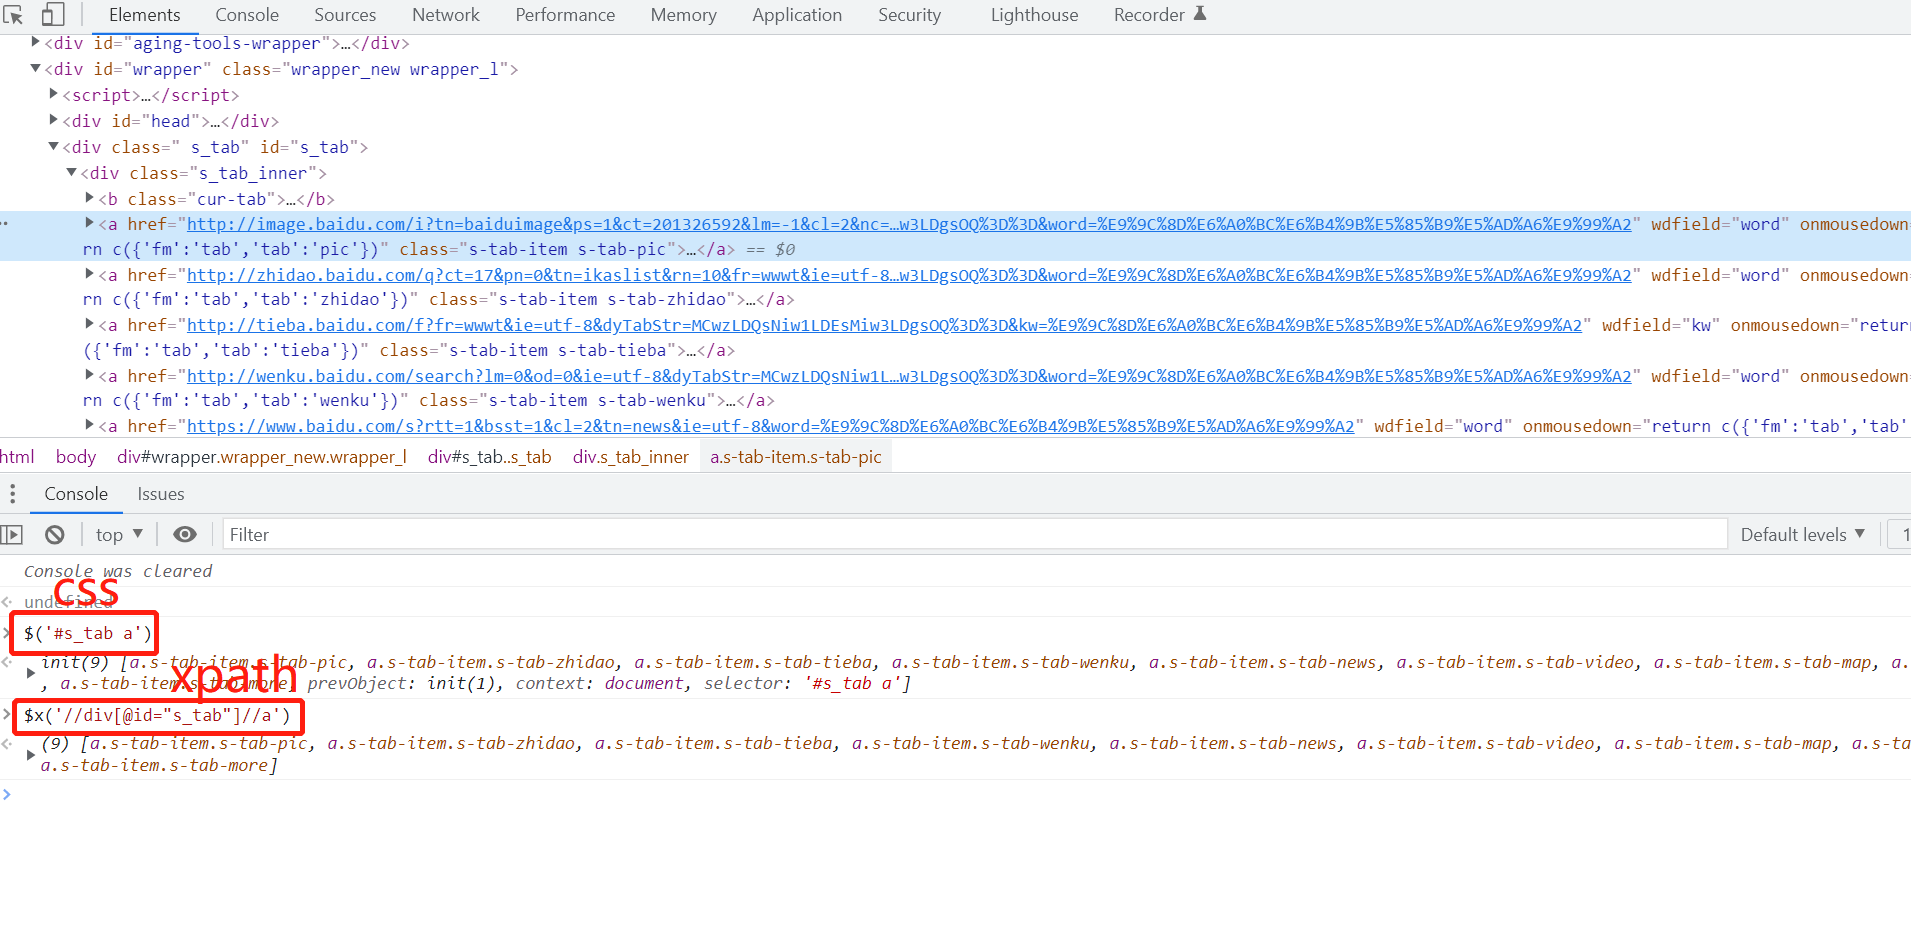 Elements Console Sources Network Performance Memory Application Security Lighthouse Recorder
<div id="aging-tools-wrapper">…</div>
<div id="wrapper" class="wrapper_new wrapper_l">
<script>…</script>
<div id="head">…</div>
<div class=" s_tab" id="s_tab">
<div class="s_tab_inner">
<b class="cur-tab">…</b>
<a href="http://image.baidu.com/i?tn=baiduimage&ps=1&ct=201326592&lm=-1&cl=2&nc=…w3LDgsOQ%3D%3D&word=%E9%9C%8D%E6%A0%BC%E6%B4%9B%E5%85%B9%E5%AD%A6%E9%99%A2" wdfield="word" onmousedown=
rn c({'fm':'tab','tab':'pic'})" class="s-tab-item s-tab-pic">…</a> == $0
<a href="http://zhidao.baidu.com/q?ct=17&pn=0&tn=ikaslist&rn=10&fr=wwwt&ie=utf-8…w3LDgsOQ%3D%3D&word=%E9%9C%8D%E6%A0%BC%E6%B4%9B%E5%85%B9%E5%AD%A6%E9%99%A2" wdfield="word" onmousedown=
rn c({'fm':'tab','tab':'zhidao'})" class="s-tab-item s-tab-zhidao">…</a>
<a href="http://tieba.baidu.com/f?fr=wwwt&ie=utf-8&dyTabStr=MCwzLDQsNiw1LDEsMiw3LDgsOQ%3D%3D&kw=%E9%9C%8D%E6%A0%BC%E6%B4%9B%E5%85%B9%E5%AD%A6%E9%99%A2" wdfield="kw" onmousedown="return
({'fm':'tab','tab':'tieba'})" class="s-tab-item s-tab-tieba">…</a>
<a href="http://wenku.baidu.com/search?lm=0&od=0&ie=utf-8&dyTabStr=MCwzLDQsNiw1L…w3LDgsOQ%3D%3D&word=%E9%9C%8D%E6%A0%BC%E6%B4%9B%E5%85%B9%E5%AD%A6%E9%99%A2" wdfield="word" onmousedown=
rn c({'fm':'tab','tab':'wenku'})" class="s-tab-item s-tab-wenku">…</a>
<a href="https://www.baidu.com/s?rtt=1&bsst=1&cl=2&tn=news&ie=utf-8&word=%E9%9C%8D%E6%A0%BC%E6%B4%9B%E5%85%B9%E5%AD%A6%E9%99%A2" wdfield="word" onmousedown="return c({'fm':'tab','tab'
html body div#wrapper.wrapper_new.wrapper_l div#s_tab..s_tab div.s_tab_inner a.s-tab-item.s-tab-pic
Console Issues
top Filter Default levels 1
Console was cleared
css
undefined
$('#s_tab a')
init(9) [a.s-tab-item.s-tab-pic, a.s-tab-item.s-tab-zhidao, a.s-tab-item.s-tab-tieba, a.s-tab-item.s-tab-wenku, a.s-tab-item.s-tab-news, a.s-tab-item.s-tab-video, a.s-tab-item.s-tab-map, a.
, a.s-tab-item.s-tab-more, prevObject: init(1), context: document, selector: '#s_tab a']
xpath
$x('//div[@id="s_tab"]//a')
(9) [a.s-tab-item.s-tab-pic, a.s-tab-item.s-tab-zhidao, a.s-tab-item.s-tab-tieba, a.s-tab-item.s-tab-wenku, a.s-tab-item.s-tab-news, a.s-tab-item.s-tab-video, a.s-tab-item.s-tab-map, a.s-ta
a.s-tab-item.s-tab-more]